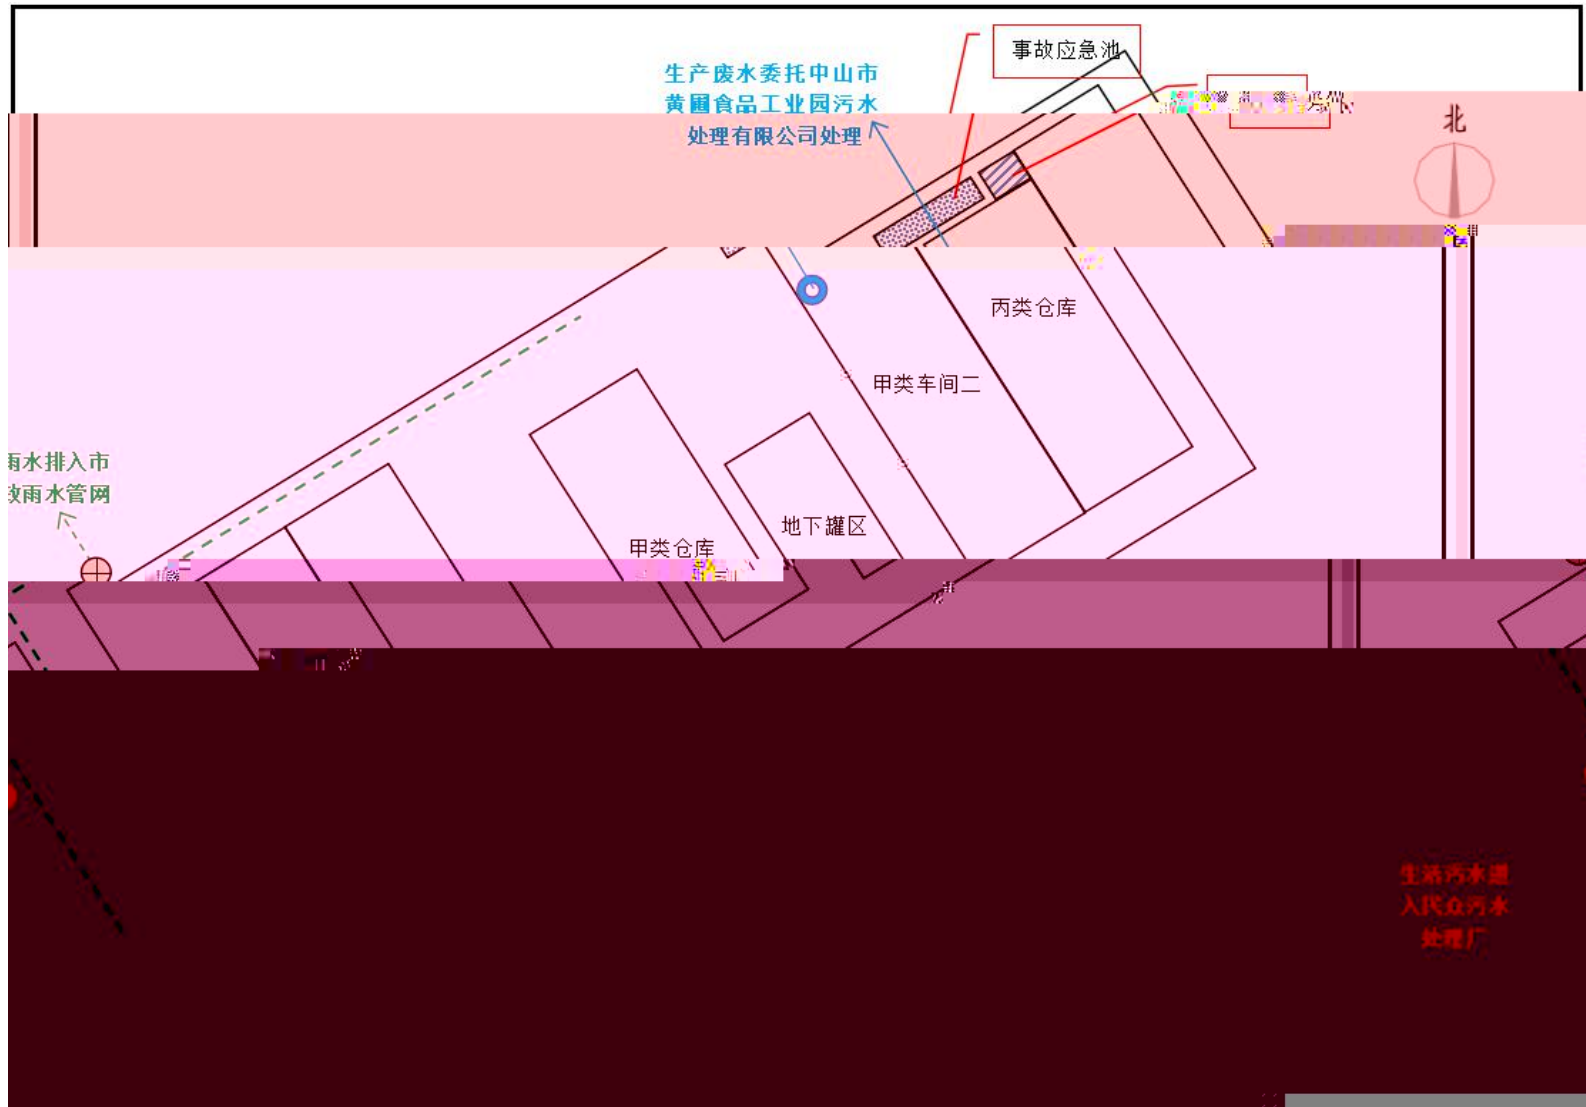 事故应急池
生产废水委托中山市
黄圃食品工业园污水
处理有限公司处理
北
丙类仓库
甲类车间二
雨水排入市
政雨水管网
地下罐区
甲类仓库
生活污水进
入民众污水
处理厂